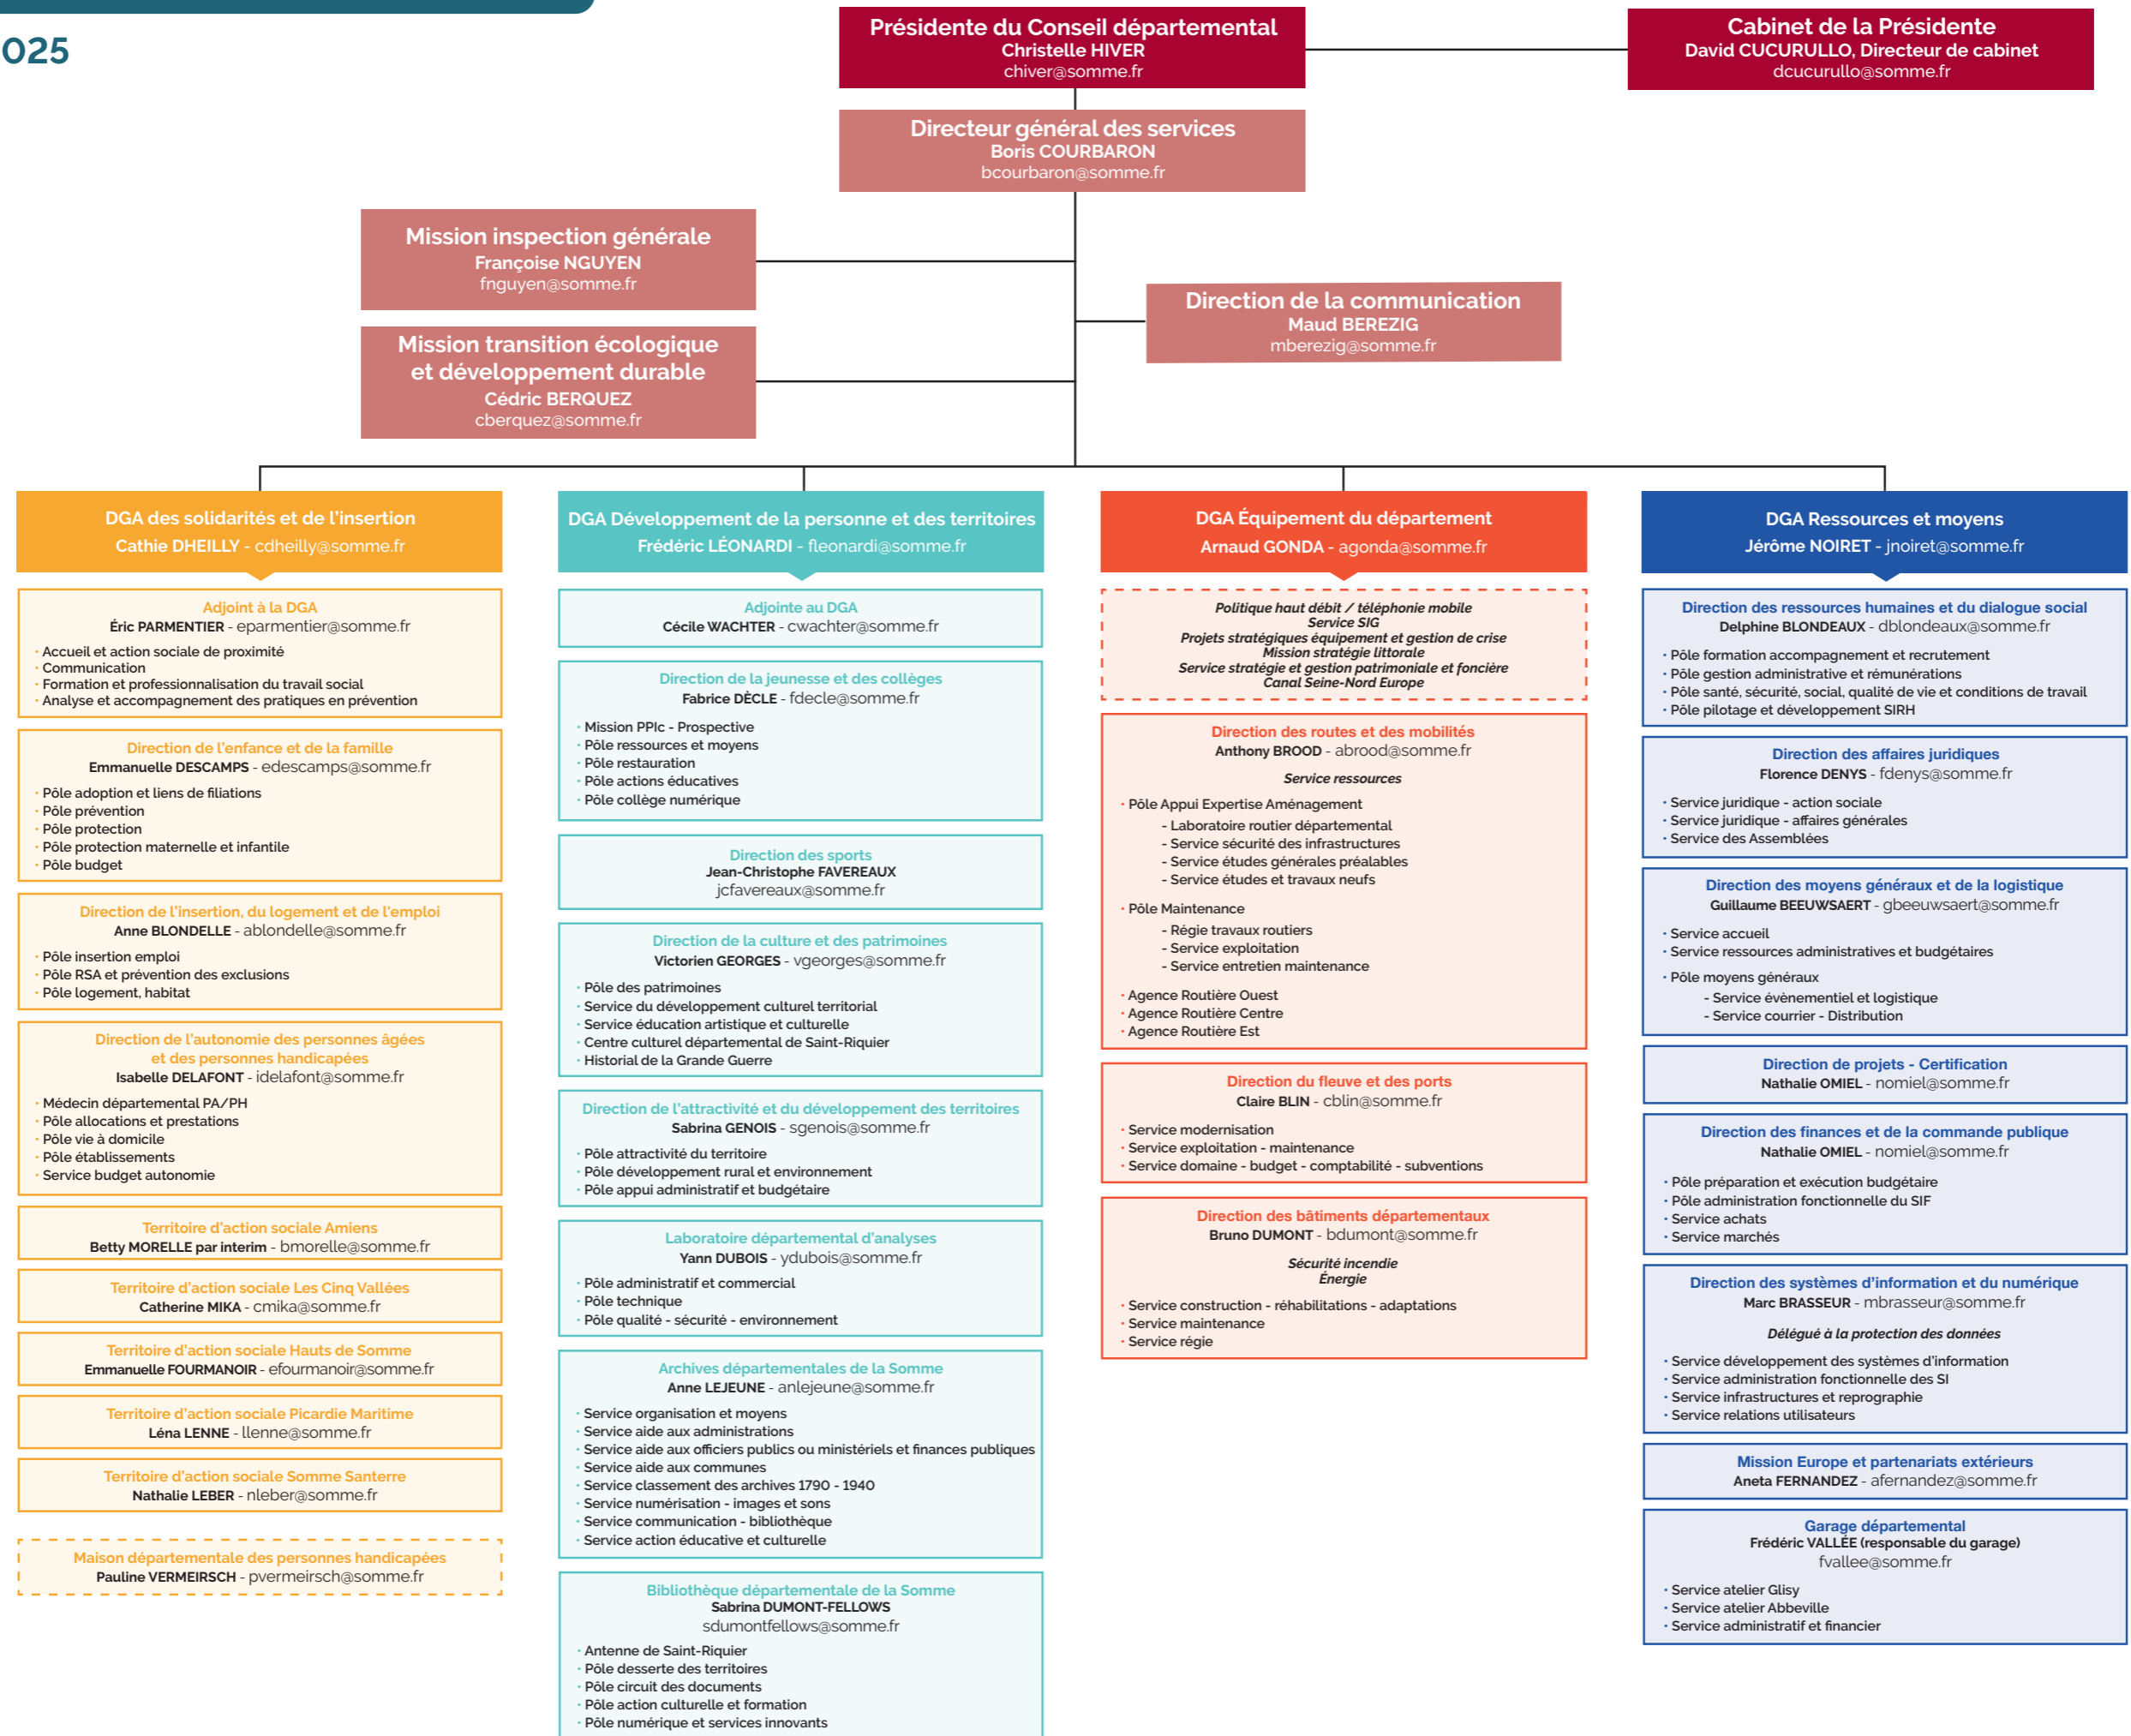 025
Présidente du Conseil départemental
Christelle HIVER
chiver@somme.fr
Cabinet de la Présidente
David CUCURULLO, Directeur de cabinet
dcucurullo@somme.fr
Directeur général des services
Boris COURBARON
bcourbaron@somme.fr
Mission inspection générale
Françoise NGUYEN
fnguyen@somme.fr
Direction de la communication
Maud BEREZIG
mberezig@somme.fr
Mission transition écologique
et développement durable
Cédric BERQUEZ
cberquez@somme.fr
DGA des solidarités et de l'insertion
Cathie DHEILLY - cdheilly@somme.fr
Adjoint à la DGA
Éric PARMENTIER - eparmentier@somme.fr
· Accueil et action sociale de proximité
· Communication
· Formation et professionnalisation du travail social
· Analyse et accompagnement des pratiques en prévention
Direction de l'enfance et de la famille
Emmanuelle DESCAMPS - edescamps@somme.fr
· Pôle adoption et liens de filiations
· Pôle prévention
· Pôle protection
· Pôle protection maternelle et infantile
· Pôle budget
Direction de l'insertion, du logement et de l'emploi
Anne BLONDELLE - ablondelle@somme.fr
· Pôle insertion emploi
· Pôle RSA et prévention des exclusions
· Pôle logement, habitat
Direction de l'autonomie des personnes âgées
et des personnes handicapées
Isabelle DELAFONT - idelafont@somme.fr
· Médecin départemental PA/PH
· Pôle allocations et prestations
· Pôle vie à domicile
· Pôle établissements
· Service budget autonomie
Territoire d'action sociale Amiens
Betty MORELLE par interim - bmorelle@somme.fr
Territoire d'action sociale Les Cinq Vallées
Catherine MIKA - cmika@somme.fr
Territoire d'action sociale Hauts de Somme
Emmanuelle FOURMANOIR - efourmanoir@somme.fr
Territoire d'action sociale Picardie Maritime
Léna LENNE - llenne@somme.fr
Territoire d'action sociale Somme Santerre
Nathalie LEBER - nleber@somme.fr
Maison départementale des personnes handicapées
Pauline VERMEIRSCH - pvermeirsch@somme.fr
DGA Développement de la personne et des territoires
Frédéric LÉONARDI - fleonardi@somme.fr
Adjointe au DGA
Cécile WACHTER - cwachter@somme.fr
Direction de la jeunesse et des collèges
Fabrice DÈCLE - fdecle@somme.fr
· Mission PPIc - Prospective
· Pôle ressources et moyens
· Pôle restauration
· Pôle actions éducatives
· Pôle collège numérique
Direction des sports
Jean-Christophe FAVEREAUX
jcfavereaux@somme.fr
Direction de la culture et des patrimoines
Victorien GEORGES - vgeorges@somme.fr
· Pôle des patrimoines
· Service du développement culturel territorial
· Service éducation artistique et culturelle
· Centre culturel départemental de Saint-Riquier
· Historial de la Grande Guerre
Direction de l'attractivité et du développement des territoires
Sabrina GENOIS - sgenois@somme.fr
· Pôle attractivité du territoire
· Pôle développement rural et environnement
· Pôle appui administratif et budgétaire
Laboratoire départemental d'analyses
Yann DUBOIS - ydubois@somme.fr
· Pôle administratif et commercial
· Pôle technique
· Pôle qualité - sécurité - environnement
Archives départementales de la Somme
Anne LEJEUNE - anlejeune@somme.fr
· Service organisation et moyens
· Service aide aux administrations
· Service aide aux officiers publics ou ministériels et finances publiques
· Service aide aux communes
· Service classement des archives 1790 - 1940
· Service numérisation - images et sons
· Service communication - bibliothèque
· Service action éducative et culturelle
Bibliothèque départementale de la Somme
Sabrina DUMONT-FELLOWS
sdumontfellows@somme.fr
· Antenne de Saint-Riquier
· Pôle desserte des territoires
· Pôle circuit des documents
· Pôle action culturelle et formation
· Pôle numérique et services innovants
DGA Équipement du département
Arnaud GONDA - agonda@somme.fr
Politique haut débit / téléphonie mobile
Service SIG
Projets stratégiques équipement et gestion de crise
Mission stratégie littorale
Service stratégie et gestion patrimoniale et foncière
Canal Seine-Nord Europe
Direction des routes et des mobilités
Anthony BROOD - abrood@somme.fr
Service ressources
· Pôle Appui Expertise Aménagement
- Laboratoire routier départemental
- Service sécurité des infrastructures
- Service études générales préalables
- Service études et travaux neufs
· Pôle Maintenance
- Régie travaux routiers
- Service exploitation
- Service entretien maintenance
· Agence Routière Ouest
· Agence Routière Centre
· Agence Routière Est
Direction du fleuve et des ports
Claire BLIN - cblin@somme.fr
· Service modernisation
· Service exploitation - maintenance
· Service domaine - budget - comptabilité - subventions
Direction des bâtiments départementaux
Bruno DUMONT - bdumont@somme.fr
Sécurité incendie
Énergie
· Service construction - réhabilitations - adaptations
· Service maintenance
· Service régie
DGA Ressources et moyens
Jérôme NOIRET - jnoiret@somme.fr
Direction des ressources humaines et du dialogue social
Delphine BLONDEAUX - dblondeaux@somme.fr
· Pôle formation accompagnement et recrutement
· Pôle gestion administrative et rémunérations
· Pôle santé, sécurité, social, qualité de vie et conditions de travail
· Pôle pilotage et développement SIRH
Direction des affaires juridiques
Florence DENYS - fdenys@somme.fr
· Service juridique - action sociale
· Service juridique - affaires générales
· Service des Assemblées
Direction des moyens généraux et de la logistique
Guillaume BEEUWSAERT - gbeeuwsaert@somme.fr
· Service accueil
· Service ressources administratives et budgétaires
· Pôle moyens généraux
- Service évènementiel et logistique
- Service courrier - Distribution
Direction de projets - Certification
Nathalie OMIEL - nomiel@somme.fr
Direction des finances et de la commande publique
Nathalie OMIEL - nomiel@somme.fr
· Pôle préparation et exécution budgétaire
· Pôle administration fonctionnelle du SIF
· Service achats
· Service marchés
Direction des systèmes d'information et du numérique
Marc BRASSEUR - mbrasseur@somme.fr
Délégué à la protection des données
· Service développement des systèmes d'information
· Service administration fonctionnelle des SI
· Service infrastructures et reprographie
· Service relations utilisateurs
Mission Europe et partenariats extérieurs
Aneta FERNANDEZ - afernandez@somme.fr
Garage départemental
Frédéric VALLÉE (responsable du garage)
fvallee@somme.fr
· Service atelier Glisy
· Service atelier Abbeville
· Service administratif et financier